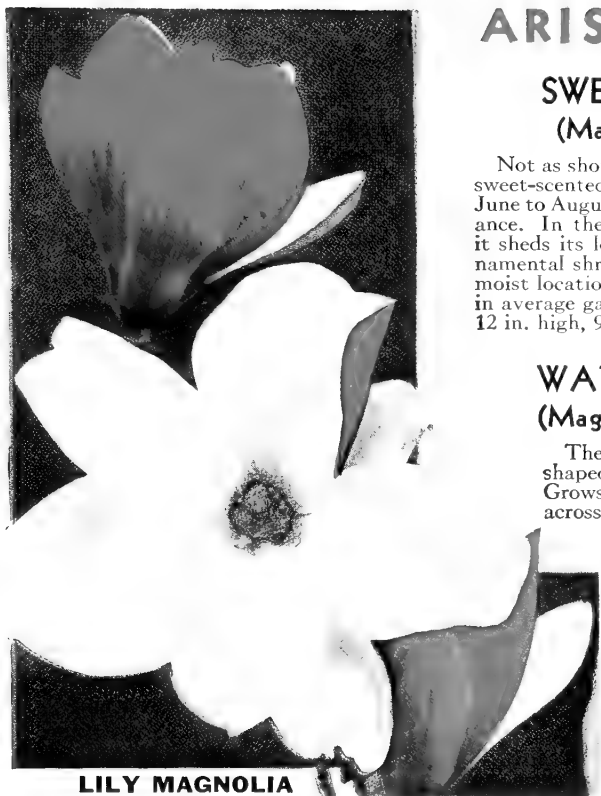 ARIS
SWE
(Ma
Not as sho
sweet-scented
June to Augu
ance. In the
it sheds its l
namental shr
moist locatio
in average ga
12 in. high, 9
WA
(Mag
The
shaped
Grows
across
LILY MAGNOLIA